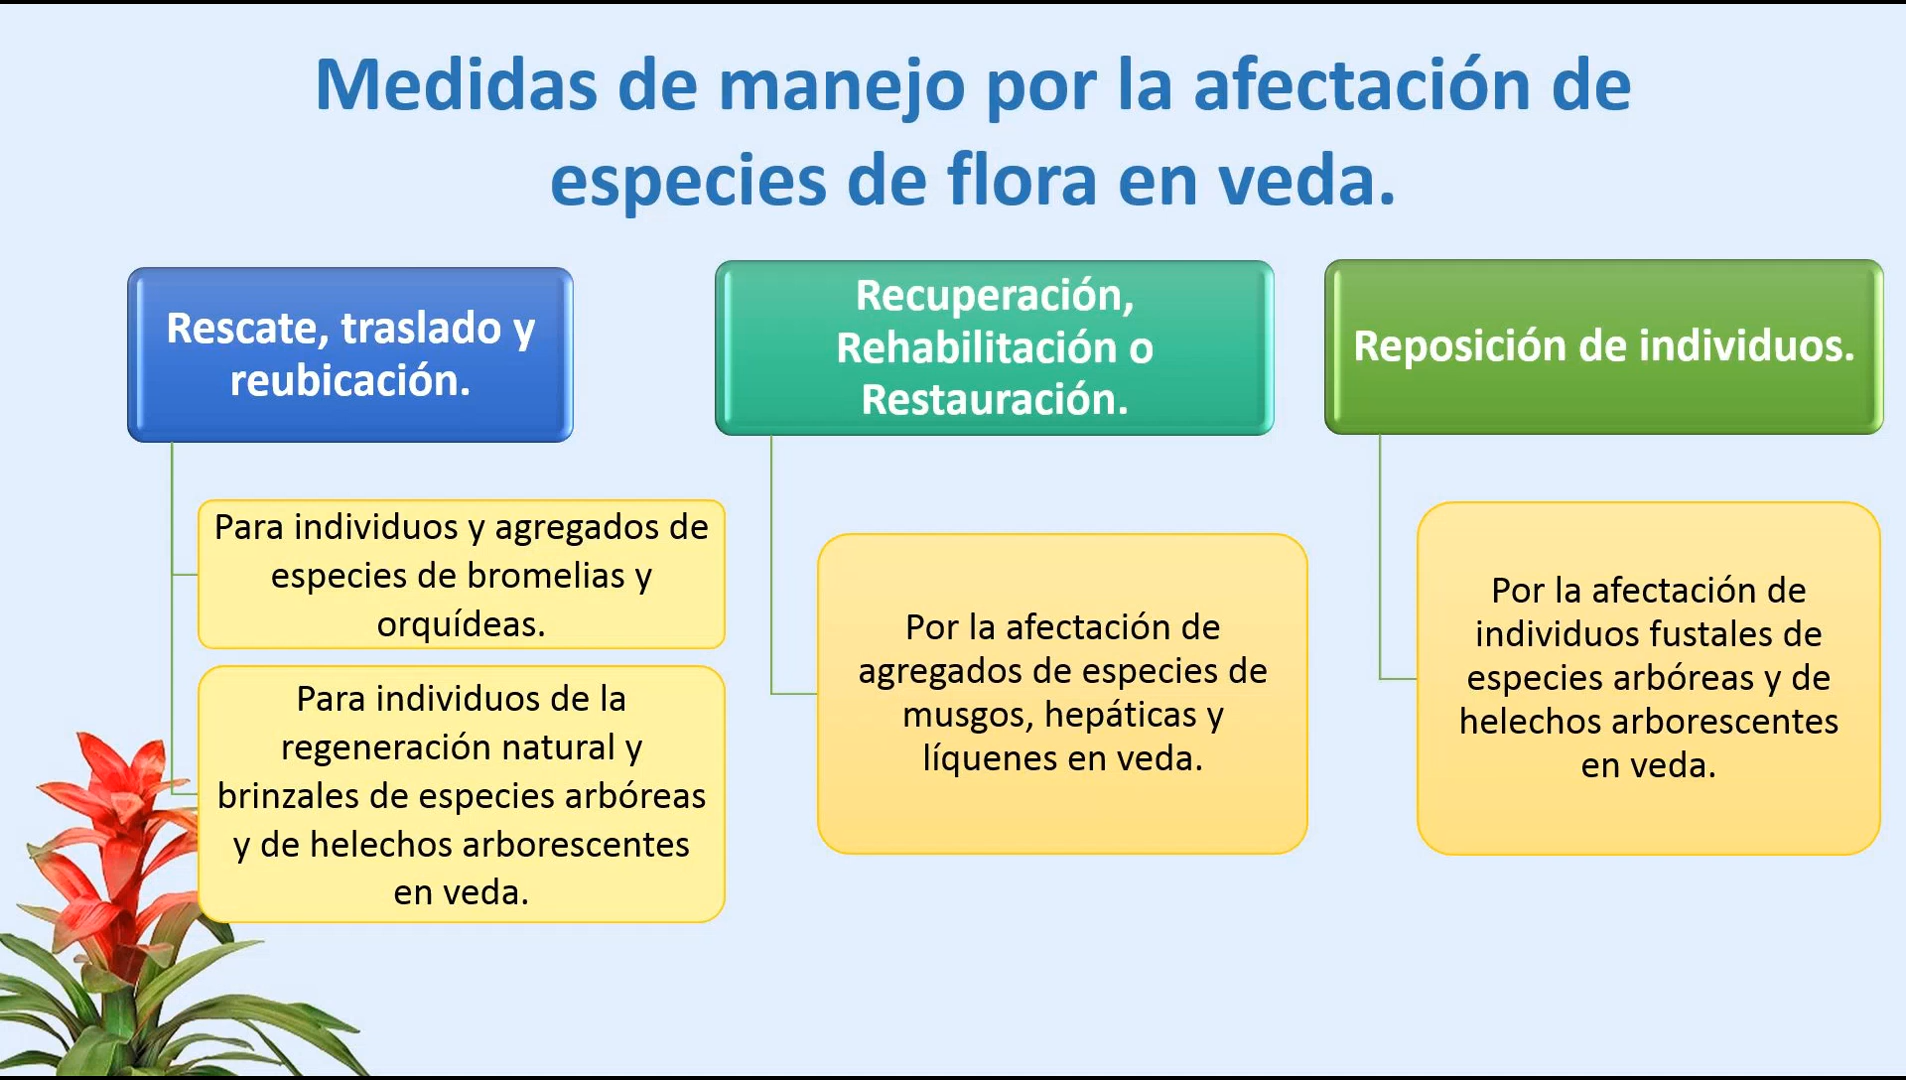 Medidas de manejo por la afectación de
especies de flora en veda.
Rescate, traslado y
reubicación.
Para individuos y agregados de
especies de bromelias y
orquídeas.
Para individuos de la
regeneración natural y
brinzales de especies arbóreas
y de helechos arborescentes
en veda.
Recuperación,
Rehabilitación o
Restauración.
Por la afectación de
agregados de especies de
musgos, hepáticas y
líquenes en veda.
Reposición de individuos.
Por la afectación de
individuos fustales de
especies arbóreas y de
helechos arborescentes
en veda.